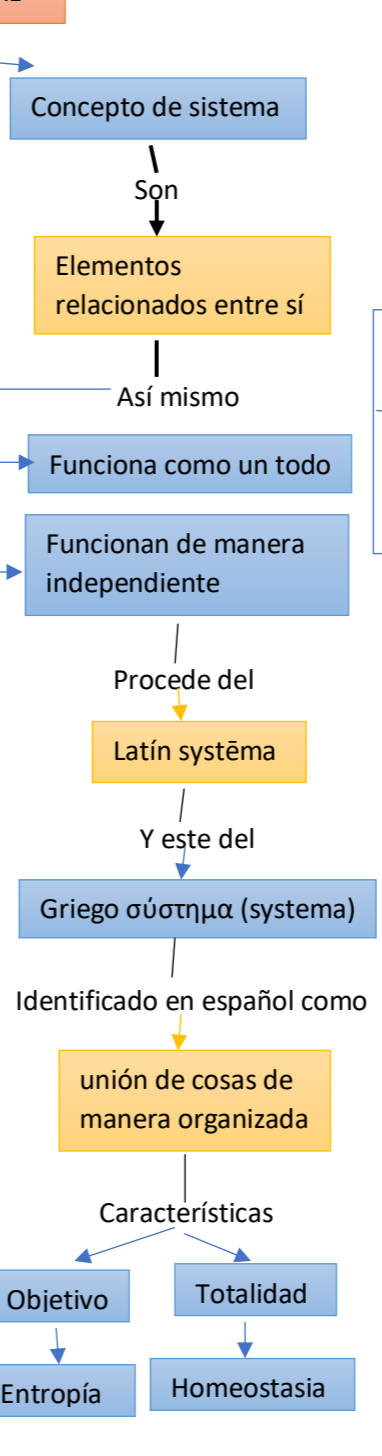 Concepto de sistema
Son
Elementos
relacionados entre sí
Así mismo
Funciona como un todo
Funcionan de manera
independiente
Procede del
Latín systēma
Y este del
Griego σύστημα (systema)
Identificado en español como
unión de cosas de
manera organizada
Características
Objetivo
Totalidad
Entropía
Homeostasia